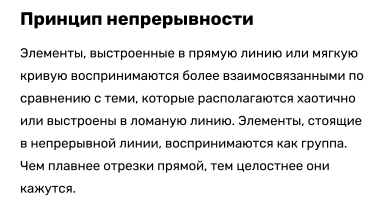 Принцип непрерывности
Элементы, выстроенные в прямую линию или мягкую
кривую воспринимаются более взаимосвязанными по
сравнению с теми, которые располагаются хаотично
или выстроены в ломаную линию. Элементы, стоящие
в непрерывной линии, воспринимаются как группа.
Чем плавнее отрезки прямой, тем целостнее они
кажутся.